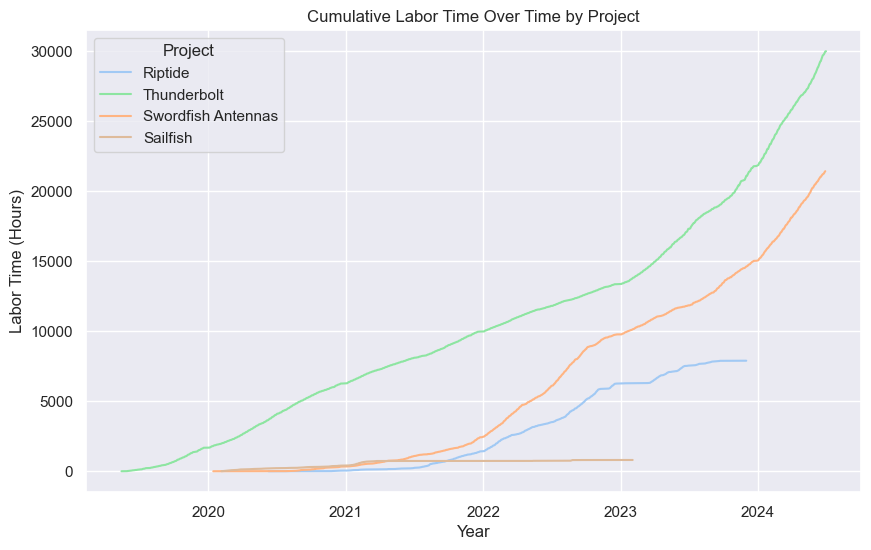 Cumulative Labor Time Over Time by Project
Project
Riptide
Thunderbolt
Swordfish Antennas
Sailfish
Labor Time (Hours)
30000
25000
20000
15000
10000
5000
0
2020
2021
2022
2023
2024
Year